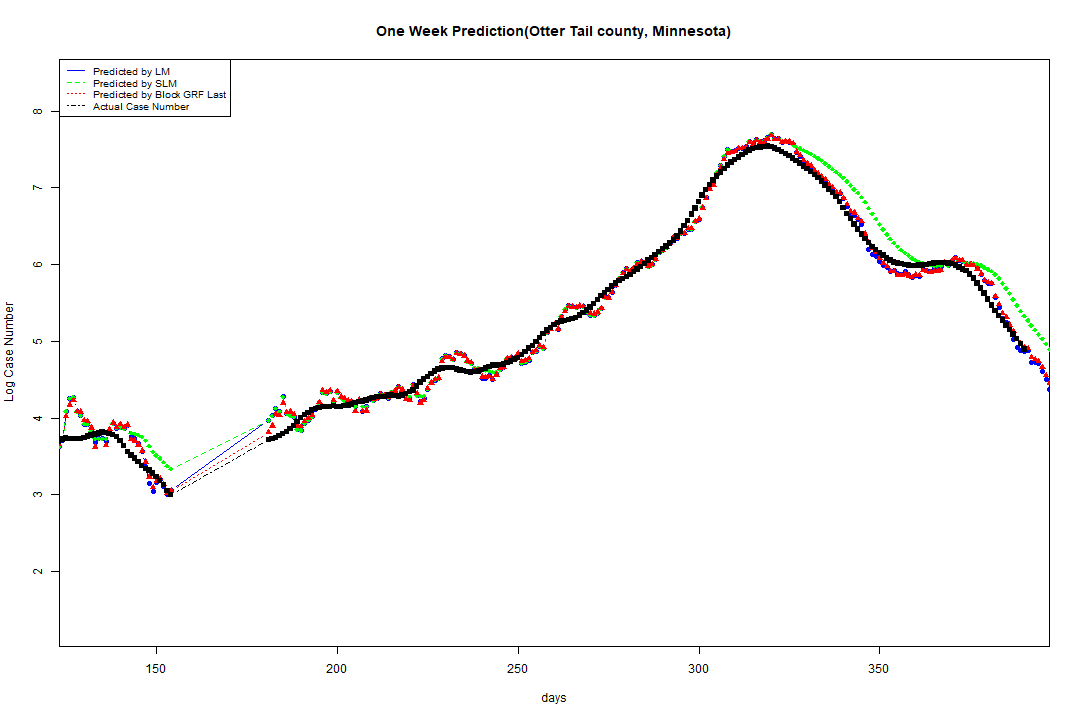 One Week Prediction(Otter Tail county, Minnesota)
Predicted by LM
Predicted by SLM
Predicted by Block GRF Last
Actual Case Number
8
7
6
5
4
3
2
Log Case Number
150 200 250 300 350
days